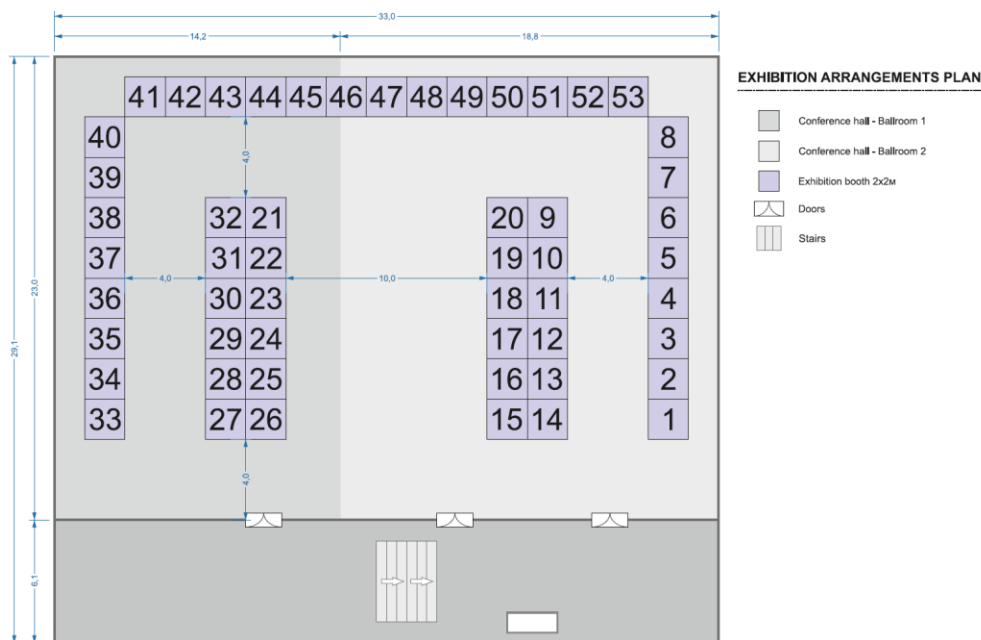 33,0
14,2 18,8
EXHIBITION ARRANGEMENTS PLAN
41 42 43 44 45 46 47 48 49 50 51 52 53
Conference hall - Ballroom 1
40 8
Conference hall - Ballroom 2
4,0
39 7
Exhibition booth 2x2м
38 32 21 20 9 6
Doors
Stairs
37 31 22 19 10 5
4,0 10,0 4,0
23,0
36 30 23 18 11 4
29,1
35 29 24 17 12 3
34 28 25 16 13 2
33 27 26 15 14 1
4,0
6,1